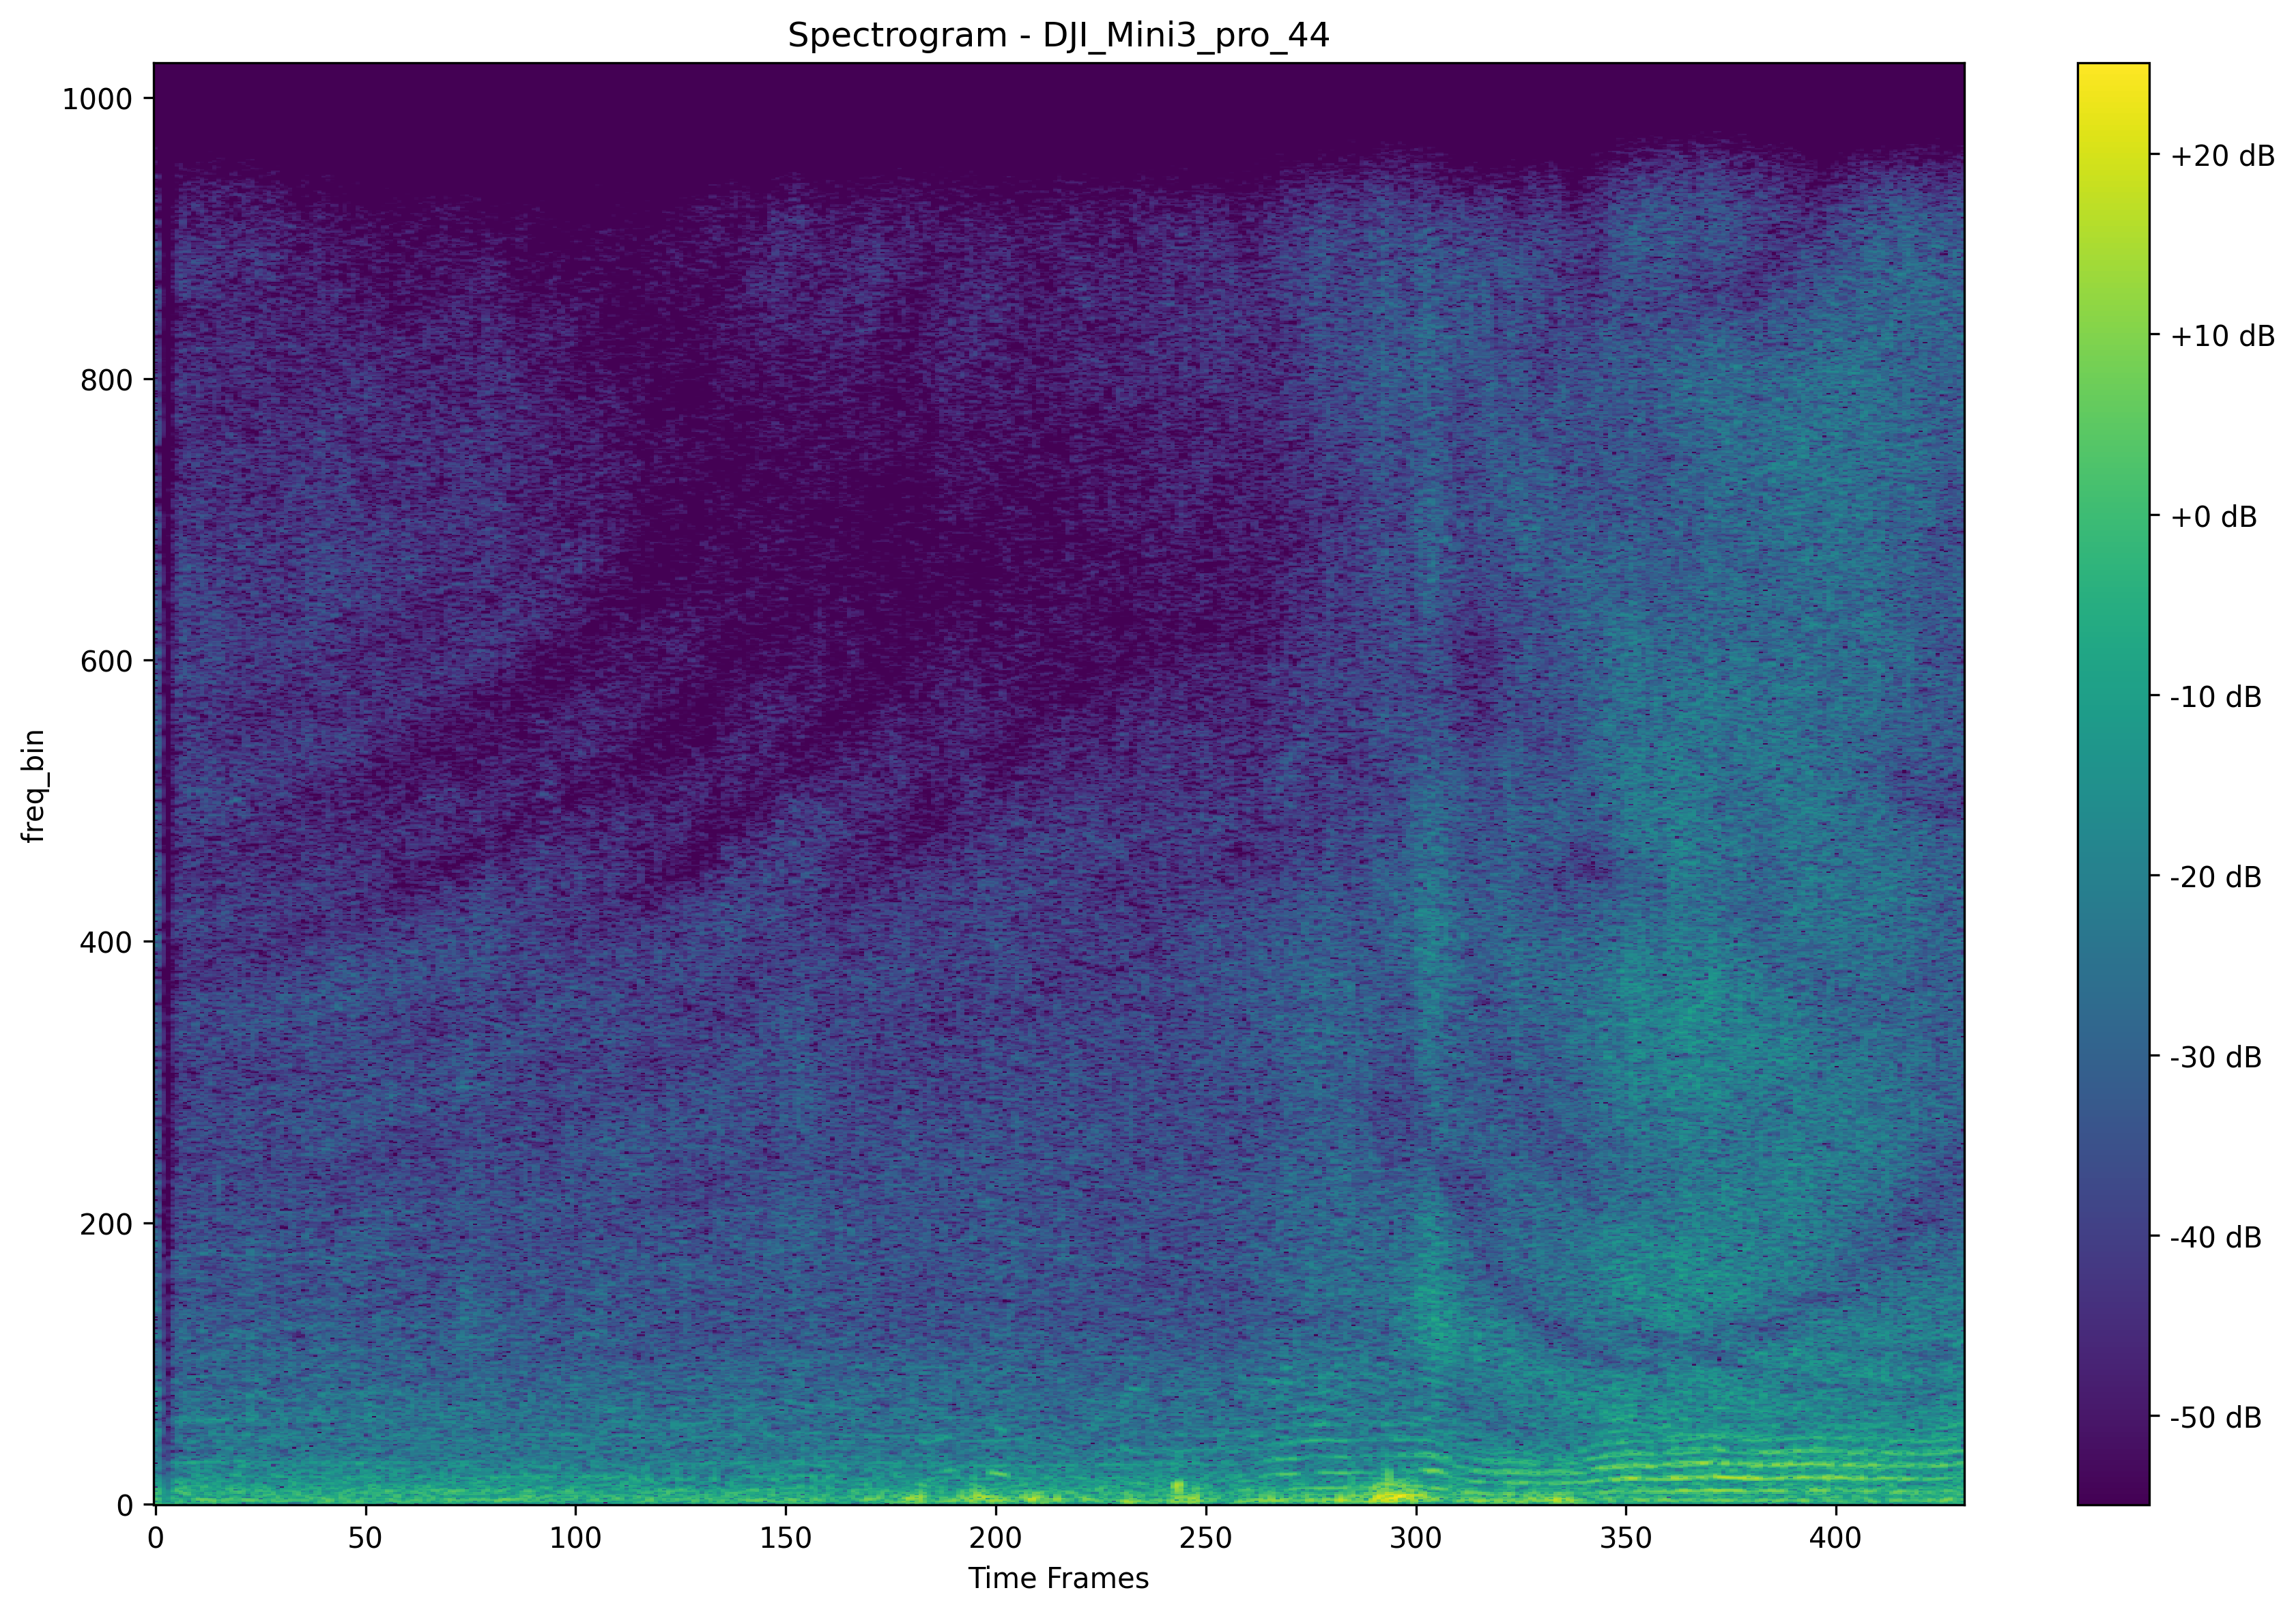 Spectrogram - DJI_Mini3_pro_44
1000
800
600
400
200
0
freq_bin
0 50 100 150 200 250 300 350 400
Time Frames
+20 dB
+10 dB
+0 dB
-10 dB
-20 dB
-30 dB
-40 dB
-50 dB